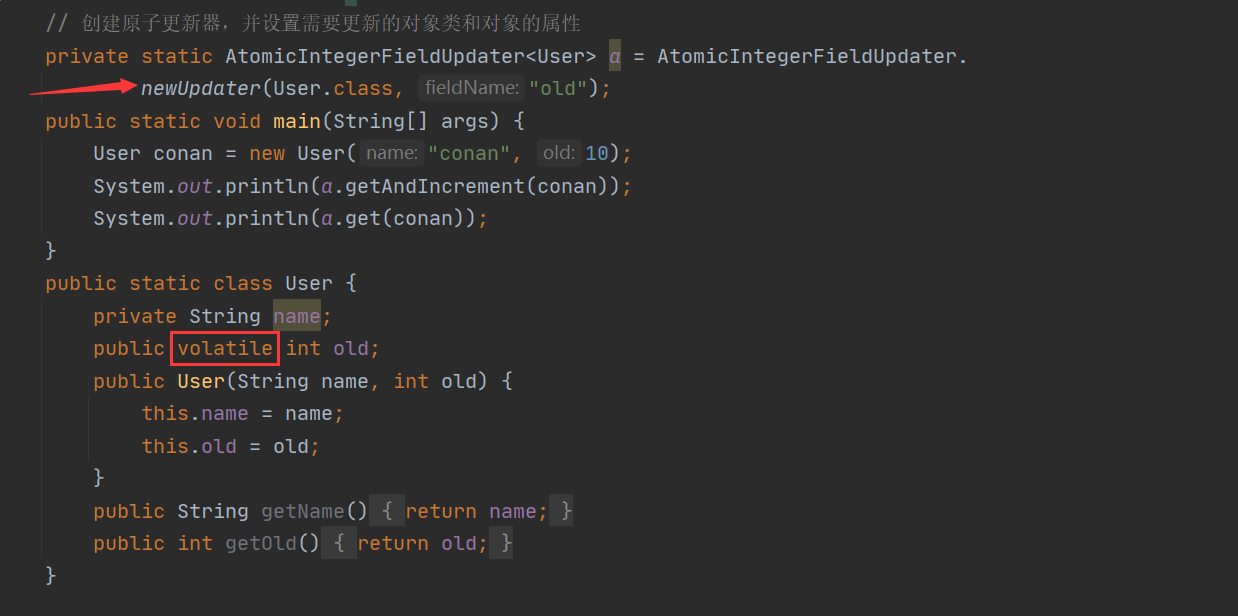 // 创建原子更新器，并设置需要更新的对象类和对象的属性
private static AtomicIntegerFieldUpdater<User> a = AtomicIntegerFieldUpdater.
newUpdater(User.class, fieldName: "old");
public static void main(String[] args) {
User conan = new User( name: "conan", old: 10);
System.out.println(a.getAndIncrement(conan));
System.out.println(a.get(conan));
}
public static class User {
private String name;
public volatile int old;
public User(String name, int old) {
this.name = name;
this.old = old;
}
public String getName() { return name; }
public int getOld() { return old; }
}